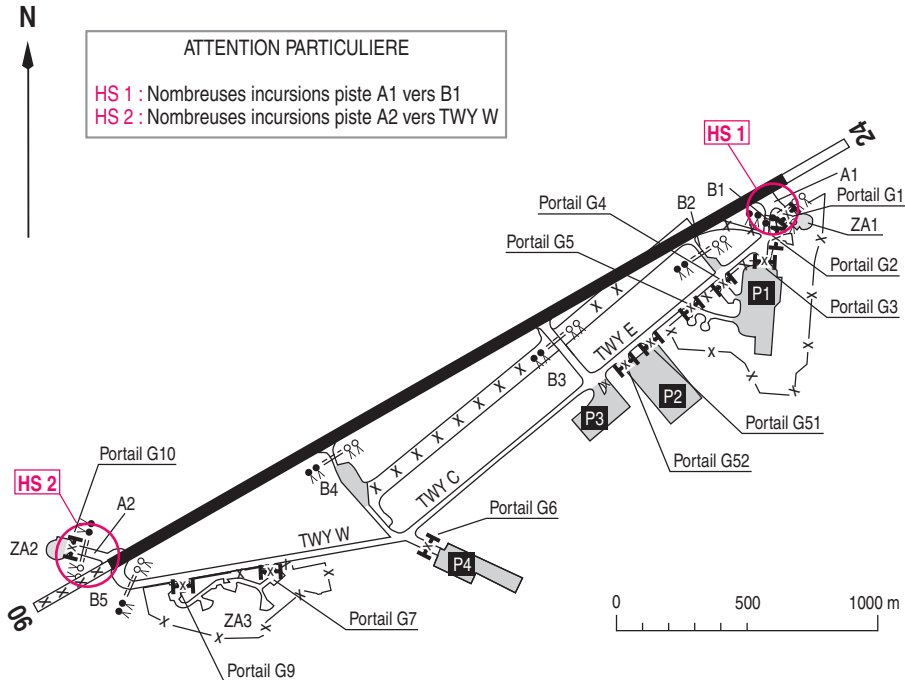 N
ATTENTION PARTICULIERE
HS 1 : Nombreuses incursions piste A1 vers B1
HS 2 : Nombreuses incursions piste A2 vers TWY W
24
HS 1
A1
B1
Portail G1
Portail G4
B2
ZA1
Portail G5
Portail G2
P1
Portail G3
TWY E
B3
P3
P2
Portail G51
Portail G10
Portail G52
HS 2
B4
TWY C
A2
Portail G6
ZA2
TWY W
P4
B5
06
ZA3
Portail G7
Portail G9
0 500 1000 m